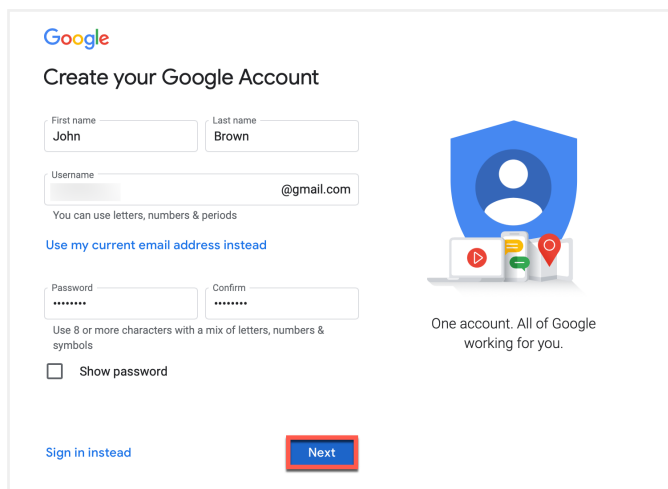 Google
Create your Google Account
First name
Last name
John
Brown
Username
@gmail.com
You can use letters, numbers & periods
Use my current email address instead
Password
Confirm
••••••••
••••••••
Use 8 or more characters with a mix of letters, numbers &
symbols
Show password
One account. All of Google
working for you.
Sign in instead
Next